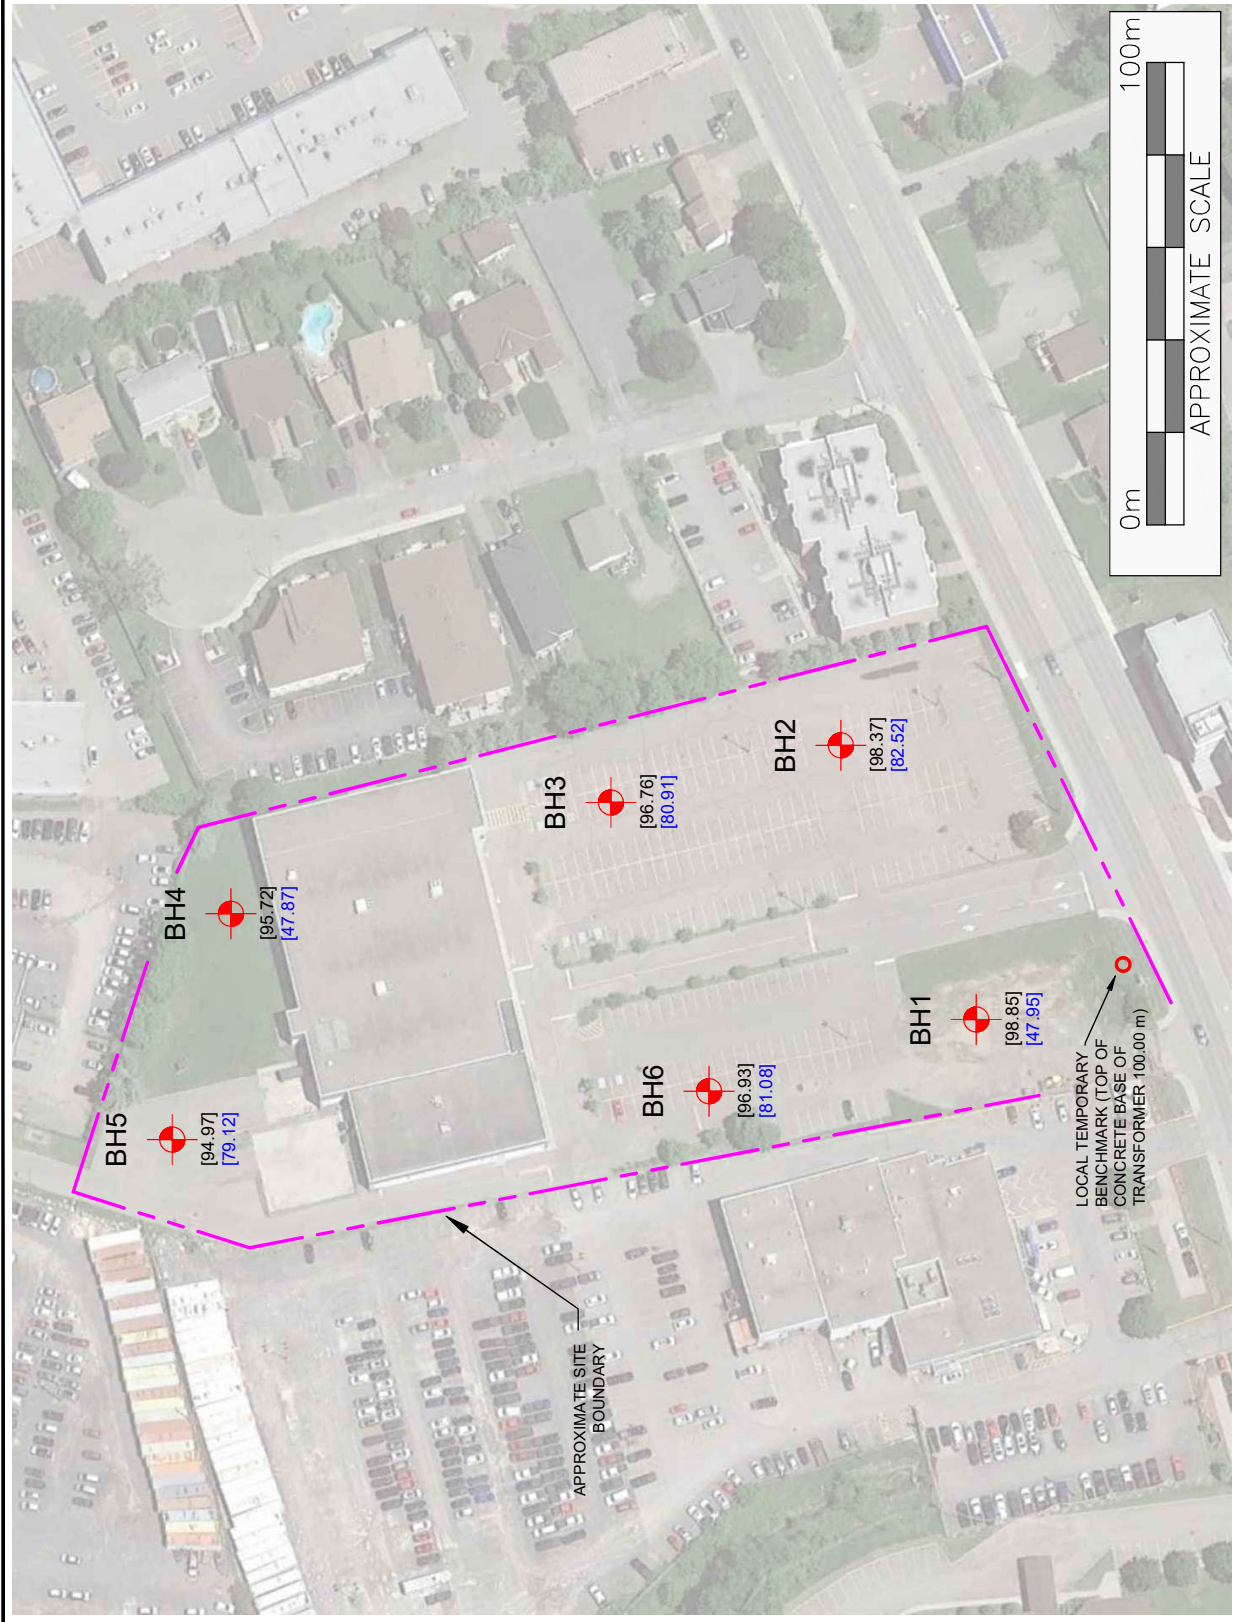 BH5
[94.97]
[79.12]
BH4
[95.72]
[47.87]
BH3
[96.76]
[80.91]
BH2
[98.37]
[82.52]
BH6
[96.93]
[81.08]
BH1
[98.85]
[47.95]
APPROXIMATE SITE
BOUNDARY
LOCAL TEMPORARY
BENCHMARK (TOP OF
CONCRETE BASE OF
TRANSFORMER 100.00 m)
0m
100m
APPROXIMATE SCALE